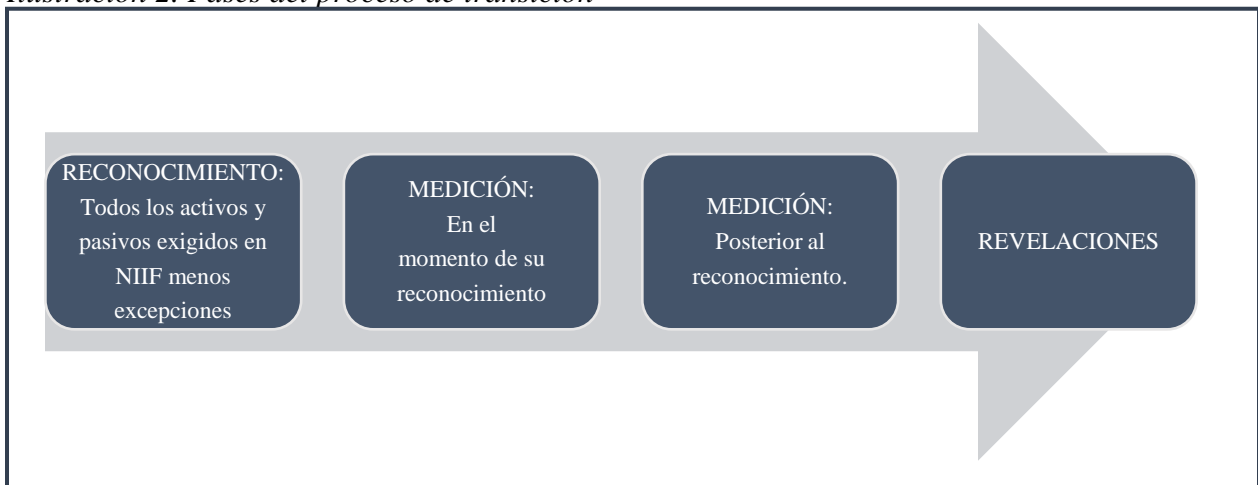 Ilustración 2. Fases del proceso de transición
RECONOCIMIENTO:
Todos los activos y
pasivos exigidos en
NIIF menos
excepciones
MEDICIÓN:
En el
momento de su
reconocimiento
MEDICIÓN:
Posterior al
reconocimiento.
REVELACIONES